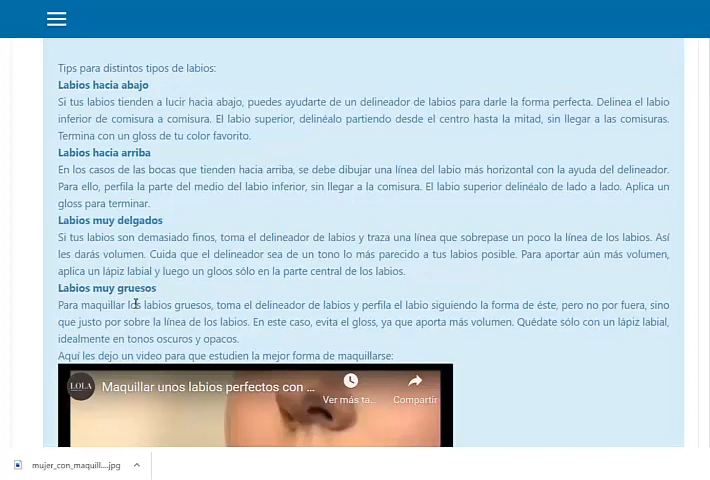 Tips para distintos tipos de labios:
Labios hacia abajo
Si tus labios tienden a lucir hacia abajo, puedes ayudarte de un delineador de labios para darle la forma perfecta. Delinea el labio
inferior de comisura a comisura. El labio superior, delinéalo partiendo desde el centro hasta la mitad, sin llegar a las comisuras.
Termina con un gloss de tu color favorito.
Labios hacia arriba
En los casos de las bocas que tienden hacia arriba, se debe dibujar una línea del labio más horizontal con la ayuda del delineador.
Para ello, perfila la parte del medio del labio inferior, sin llegar a la comisura. El labio superior delinéalo de lado a lado. Aplica un
gloss para terminar.
Labios muy delgados
Si tus labios son demasiado finos, toma el delineador de labios y traza una línea que sobrepase un poco la línea de los labios. Así
les darás volumen. Cuida que el delineador sea de un tono lo más parecido a tus labios posible. Para aportar aún más volumen,
aplica un lápiz labial y luego un gloos sólo en la parte central de los labios.
Labios muy gruesos
Para maquillar los labios gruesos, toma el delineador de labios y perfila el labio siguiendo la forma de éste, pero no por fuera, sino
que justo por sobre la línea de los labios. En este caso, evita el gloss, ya que aporta más volumen. Quédate sólo con un lápiz labial,
idealmente en tonos oscuros y opacos.
Aquí les dejo un video para que estudien la mejor forma de maquillarse:
LOLA Maquillar unos labios perfectos con ...
Ver más ta... Compartir
mujer_con_maquill....jpg